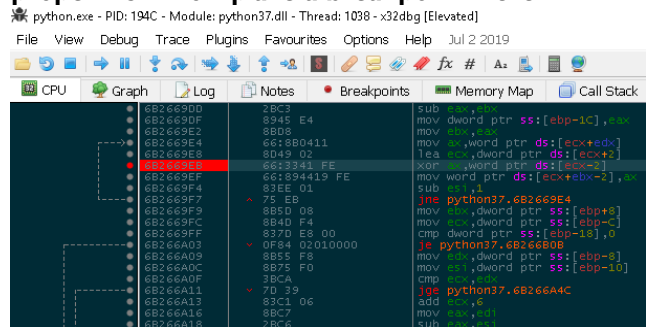 python.exe - PID: 194C - Module: python37.dll - Thread: 1038 - x32dbg [Elevated]
File View Debug Trace Plugins Favourites Options Help Jul 2 2019
CPU Graph Log Notes Breakpoints Memory Map Call Stack
6B2669DD 2BC3 sub eax,ebx
6B2669DF 8945 E4 mov dword ptr ss:[ebp-1C],eax
6B2669E2 8BD8 mov ebx,eax
6B2669E4 66:8B0411 mov ax,word ptr ds:[ecx+edx]
6B2669E8 8D49 02 lea ecx,dword ptr ds:[ecx+2]
6B2669EB 66:3341 FE xor ax,word ptr ds:[ecx-2]
6B2669EF 66:894419 FE mov word ptr ds:[ecx+ebx-2],ax
6B2669F4 83EE 01 sub esi,1
6B2669F7 75 EB jne python37.6B2669E4
6B2669F9 8B5D 08 mov ebx,dword ptr ss:[ebp+8]
6B2669FC 8B4D F4 mov ecx,dword ptr ss:[ebp-C]
6B2669FF 837D E8 00 cmp dword ptr ss:[ebp-18],0
6B266A03 0F84 02010000 je python37.6B266B0B
6B266A09 8B55 F8 mov edx,dword ptr ss:[ebp-8]
6B266A0C 8B75 F0 mov esi,dword ptr ss:[ebp-10]
6B266A0F 3BCA cmp ecx,edx
6B266A11 7D 39 jge python37.6B266A4C
6B266A13 83C1 06 add ecx,6
6B266A16 8BC7 mov eax,edi
6B266A18 2BC6 sub eax,esi